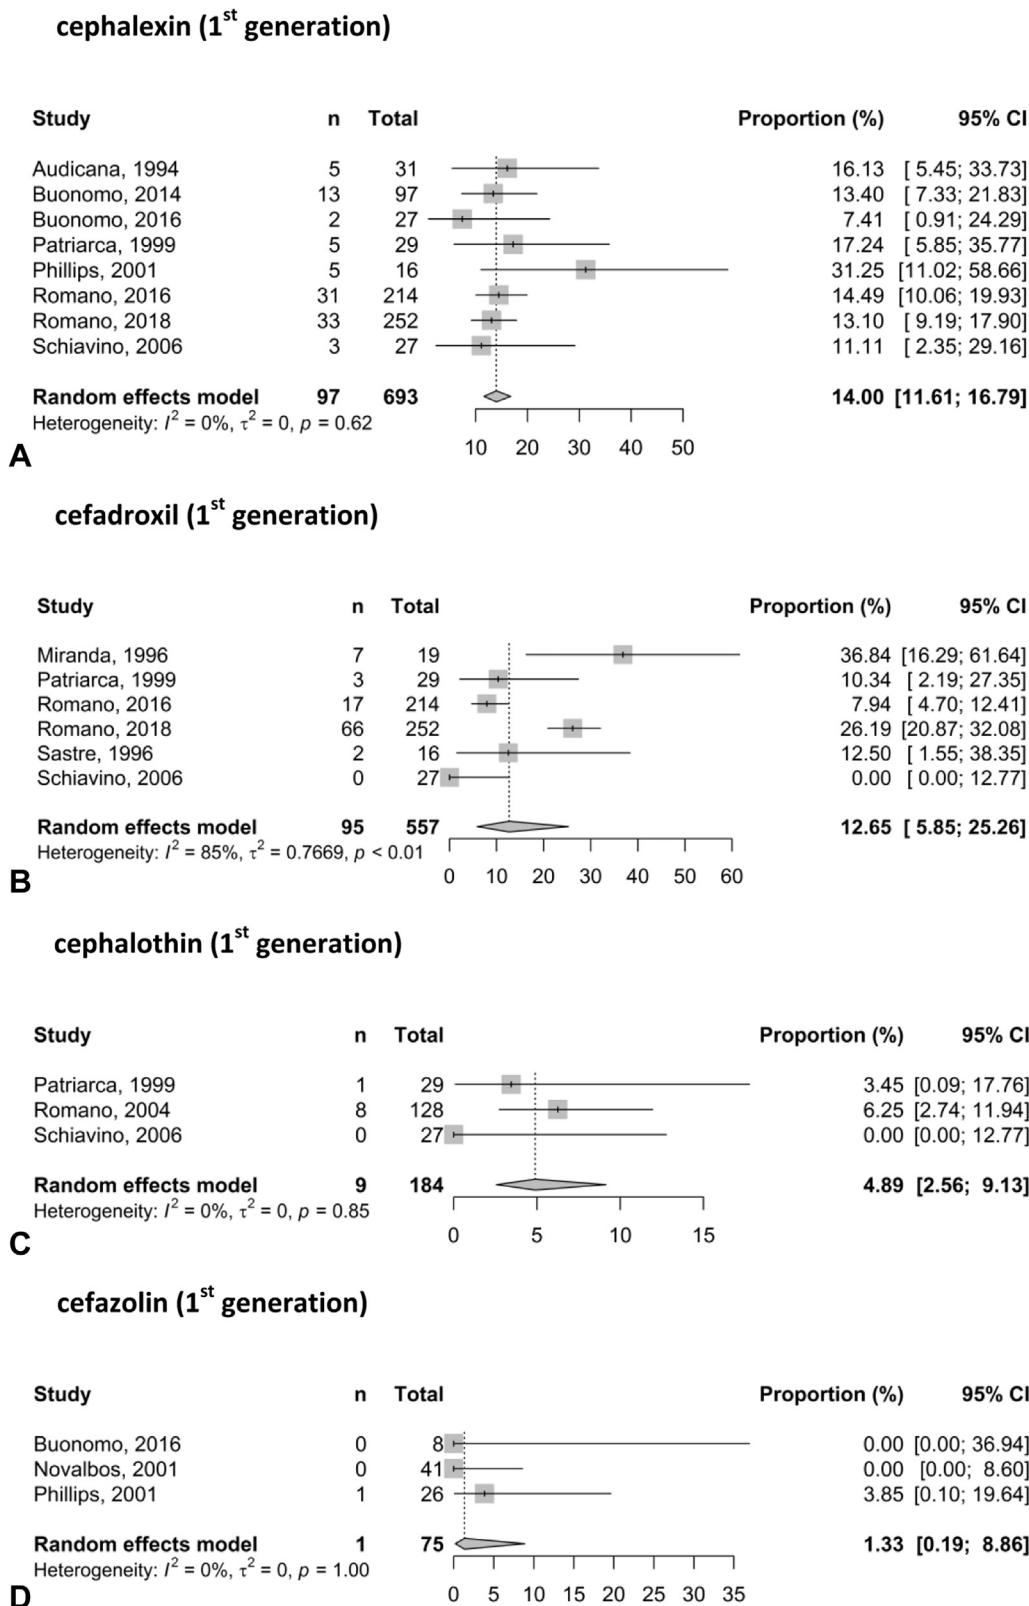 cephalexin (1st generation)
Study n Total Proportion (%) 95% CI
Audicana, 1994 5 31 16.13 [ 5.45; 33.73]
Buonomo, 2014 13 97 13.40 [ 7.33; 21.83]
Buonomo, 2016 2 27 7.41 [ 0.91; 24.29]
Patriarca, 1999 5 29 17.24 [ 5.85; 35.77]
Phillips, 2001 5 16 31.25 [11.02; 58.66]
Romano, 2016 31 214 14.49 [10.06; 19.93]
Romano, 2018 33 252 13.10 [ 9.19; 17.90]
Schiavino, 2006 3 27 11.11 [ 2.35; 29.16]
Random effects model 97 693 14.00 [11.61; 16.79]
Heterogeneity: I² = 0%, τ² = 0, p = 0.62
10 20 30 40 50
A
cefadroxil (1st generation)
Study n Total Proportion (%) 95% CI
Miranda, 1996 7 19 36.84 [16.29; 61.64]
Patriarca, 1999 3 29 10.34 [ 2.19; 27.35]
Romano, 2016 17 214 7.94 [ 4.70; 12.41]
Romano, 2018 66 252 26.19 [20.87; 32.08]
Sastre, 1996 2 16 12.50 [ 1.55; 38.35]
Schiavino, 2006 0 27 0.00 [ 0.00; 12.77]
Random effects model 95 557 12.65 [ 5.85; 25.26]
Heterogeneity: I² = 85%, τ² = 0.7669, p < 0.01
0 10 20 30 40 50 60
B
cephalothin (1st generation)
Study n Total Proportion (%) 95% CI
Patriarca, 1999 1 29 3.45 [0.09; 17.76]
Romano, 2004 8 128 6.25 [2.74; 11.94]
Schiavino, 2006 0 27 0.00 [0.00; 12.77]
Random effects model 9 184 4.89 [2.56; 9.13]
Heterogeneity: I² = 0%, τ² = 0, p = 0.85
0 5 10 15
C
cefazolin (1st generation)
Study n Total Proportion (%) 95% CI
Buonomo, 2016 0 8 0.00 [0.00; 36.94]
Novalbos, 2001 0 41 0.00 [0.00; 8.60]
Phillips, 2001 1 26 3.85 [0.10; 19.64]
Random effects model 1 75 1.33 [0.19; 8.86]
Heterogeneity: I² = 0%, τ² = 0, p = 1.00
0 5 10 15 20 25 30 35
D